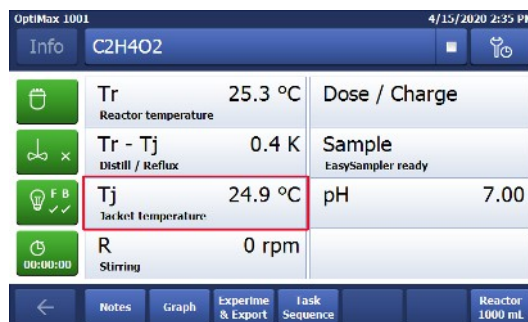 OptiMax 1001
4/15/2020 2:35 PM
Info
C2H4O2
Tr
25.3 °C
Reactor temperature
Dose / Charge
Tr - Tj
0.4 K
Distill / Reflux
Sample
EasySampler ready
F B
Tj
24.9 °C
Jacket temperature
pH
7.00
00:00:00
R
0 rpm
Stirring
Notes
Graph
Experime
& Export
Task
Sequence
Reactor
1000 mL